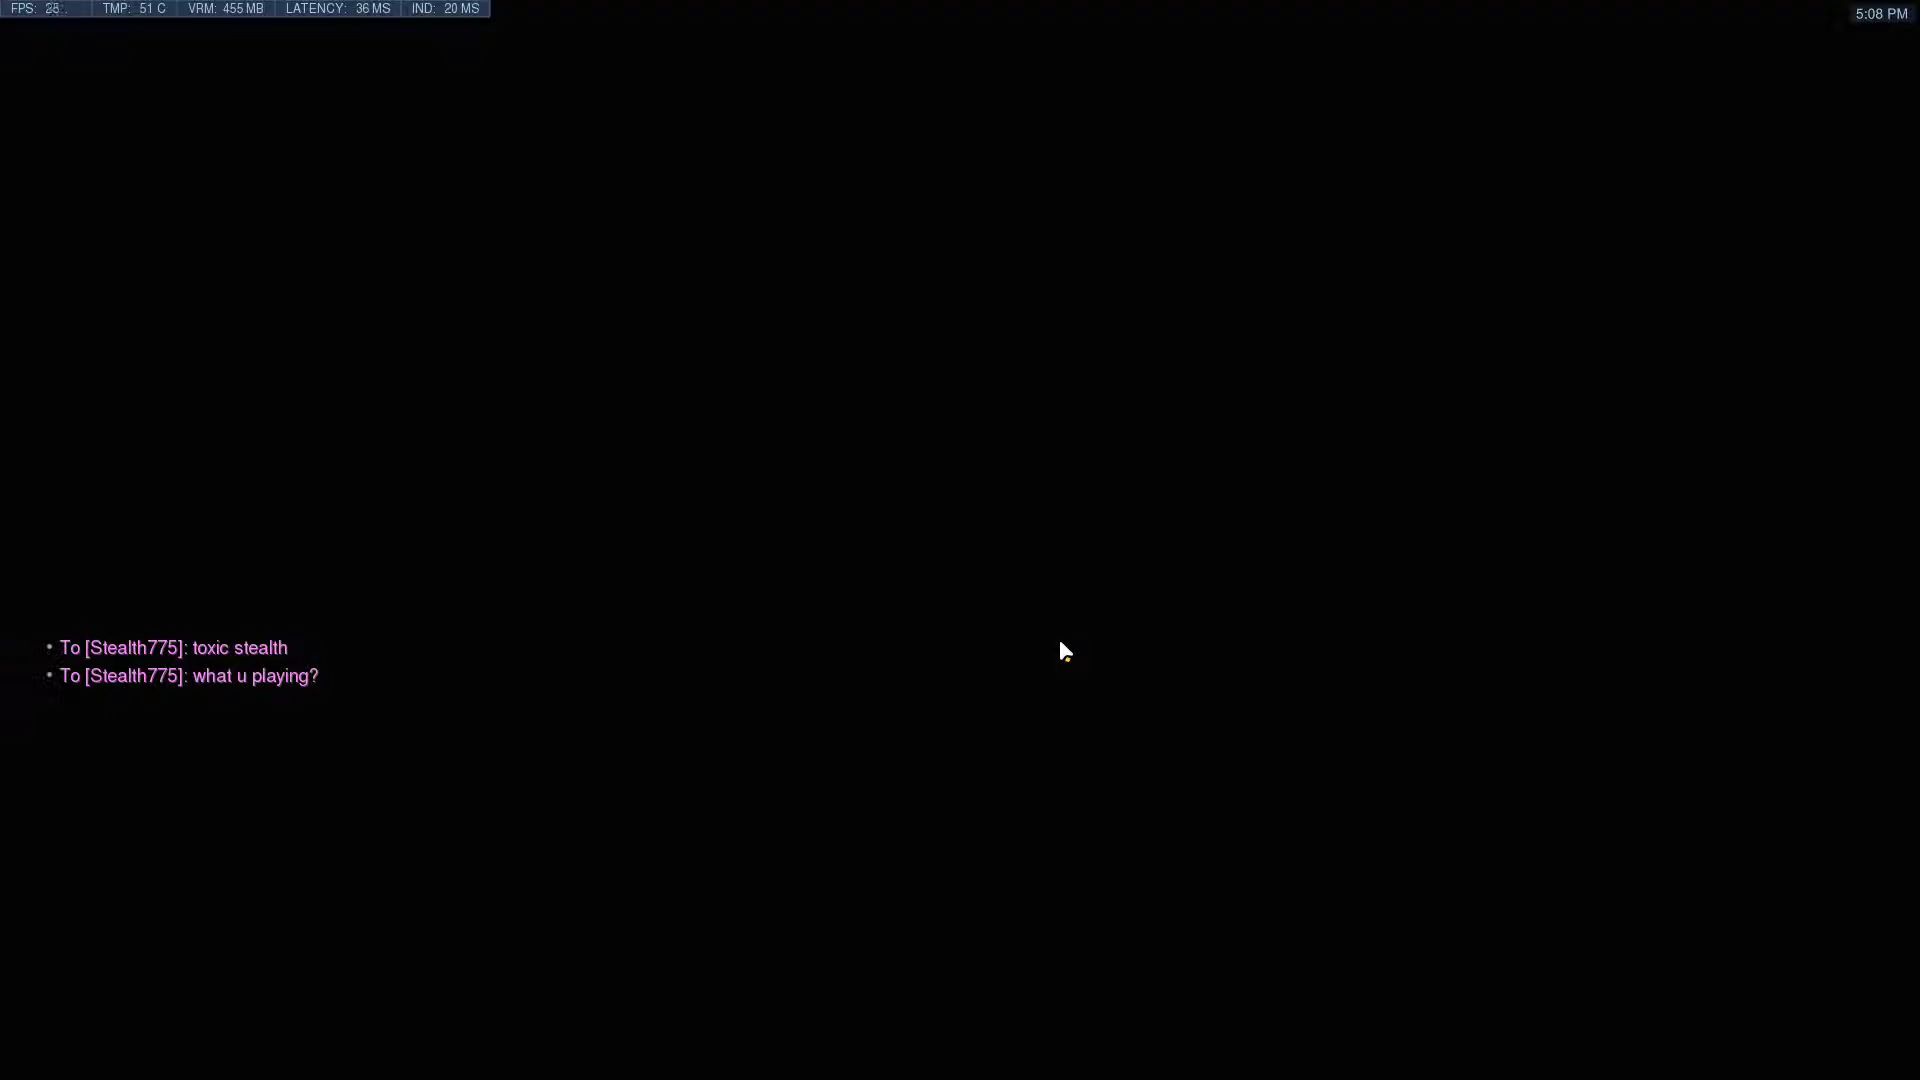 FPS: TMP: 51 C VRM: 455 MB LATENCY: 36 MS IND: 20 MS
5:08 PM
To [Stealth775]: toxic stealth
To [Stealth775]: what u playing?